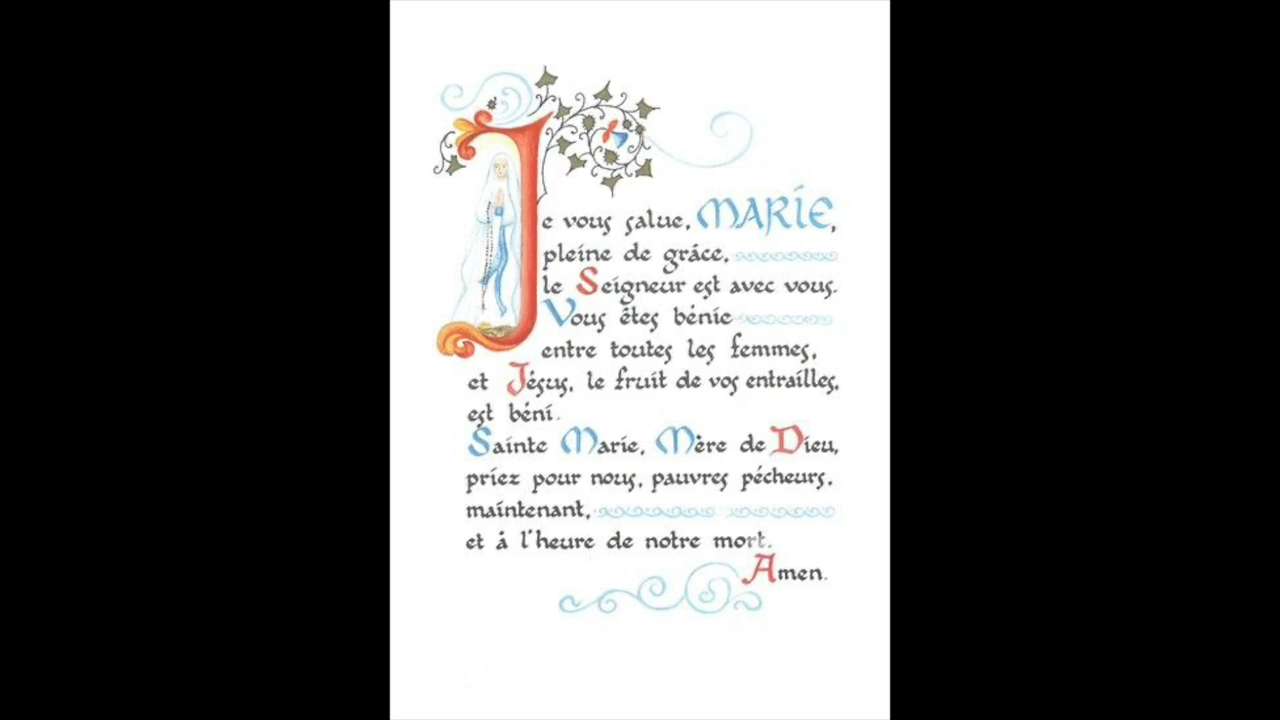 Je vous salue, MARIE,
pleine de grâce,
le Seigneur est avec vous.
Vous êtes bénie
entre toutes les femmes,
et Jésus, le fruit de vos entrailles,
est béni.
Sainte Marie, Mère de Dieu,
priez pour nous, pauvres pécheurs,
maintenant,
et à l'heure de notre mort.
Amen.